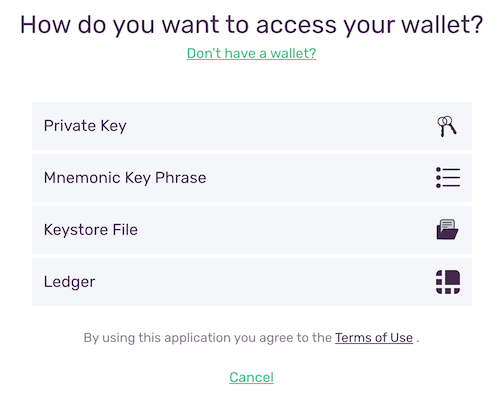 How do you want to access your wallet?
Don't have a wallet?
Private Key
Mnemonic Key Phrase
Keystore File
Ledger
By using this application you agree to the Terms of Use .
Cancel